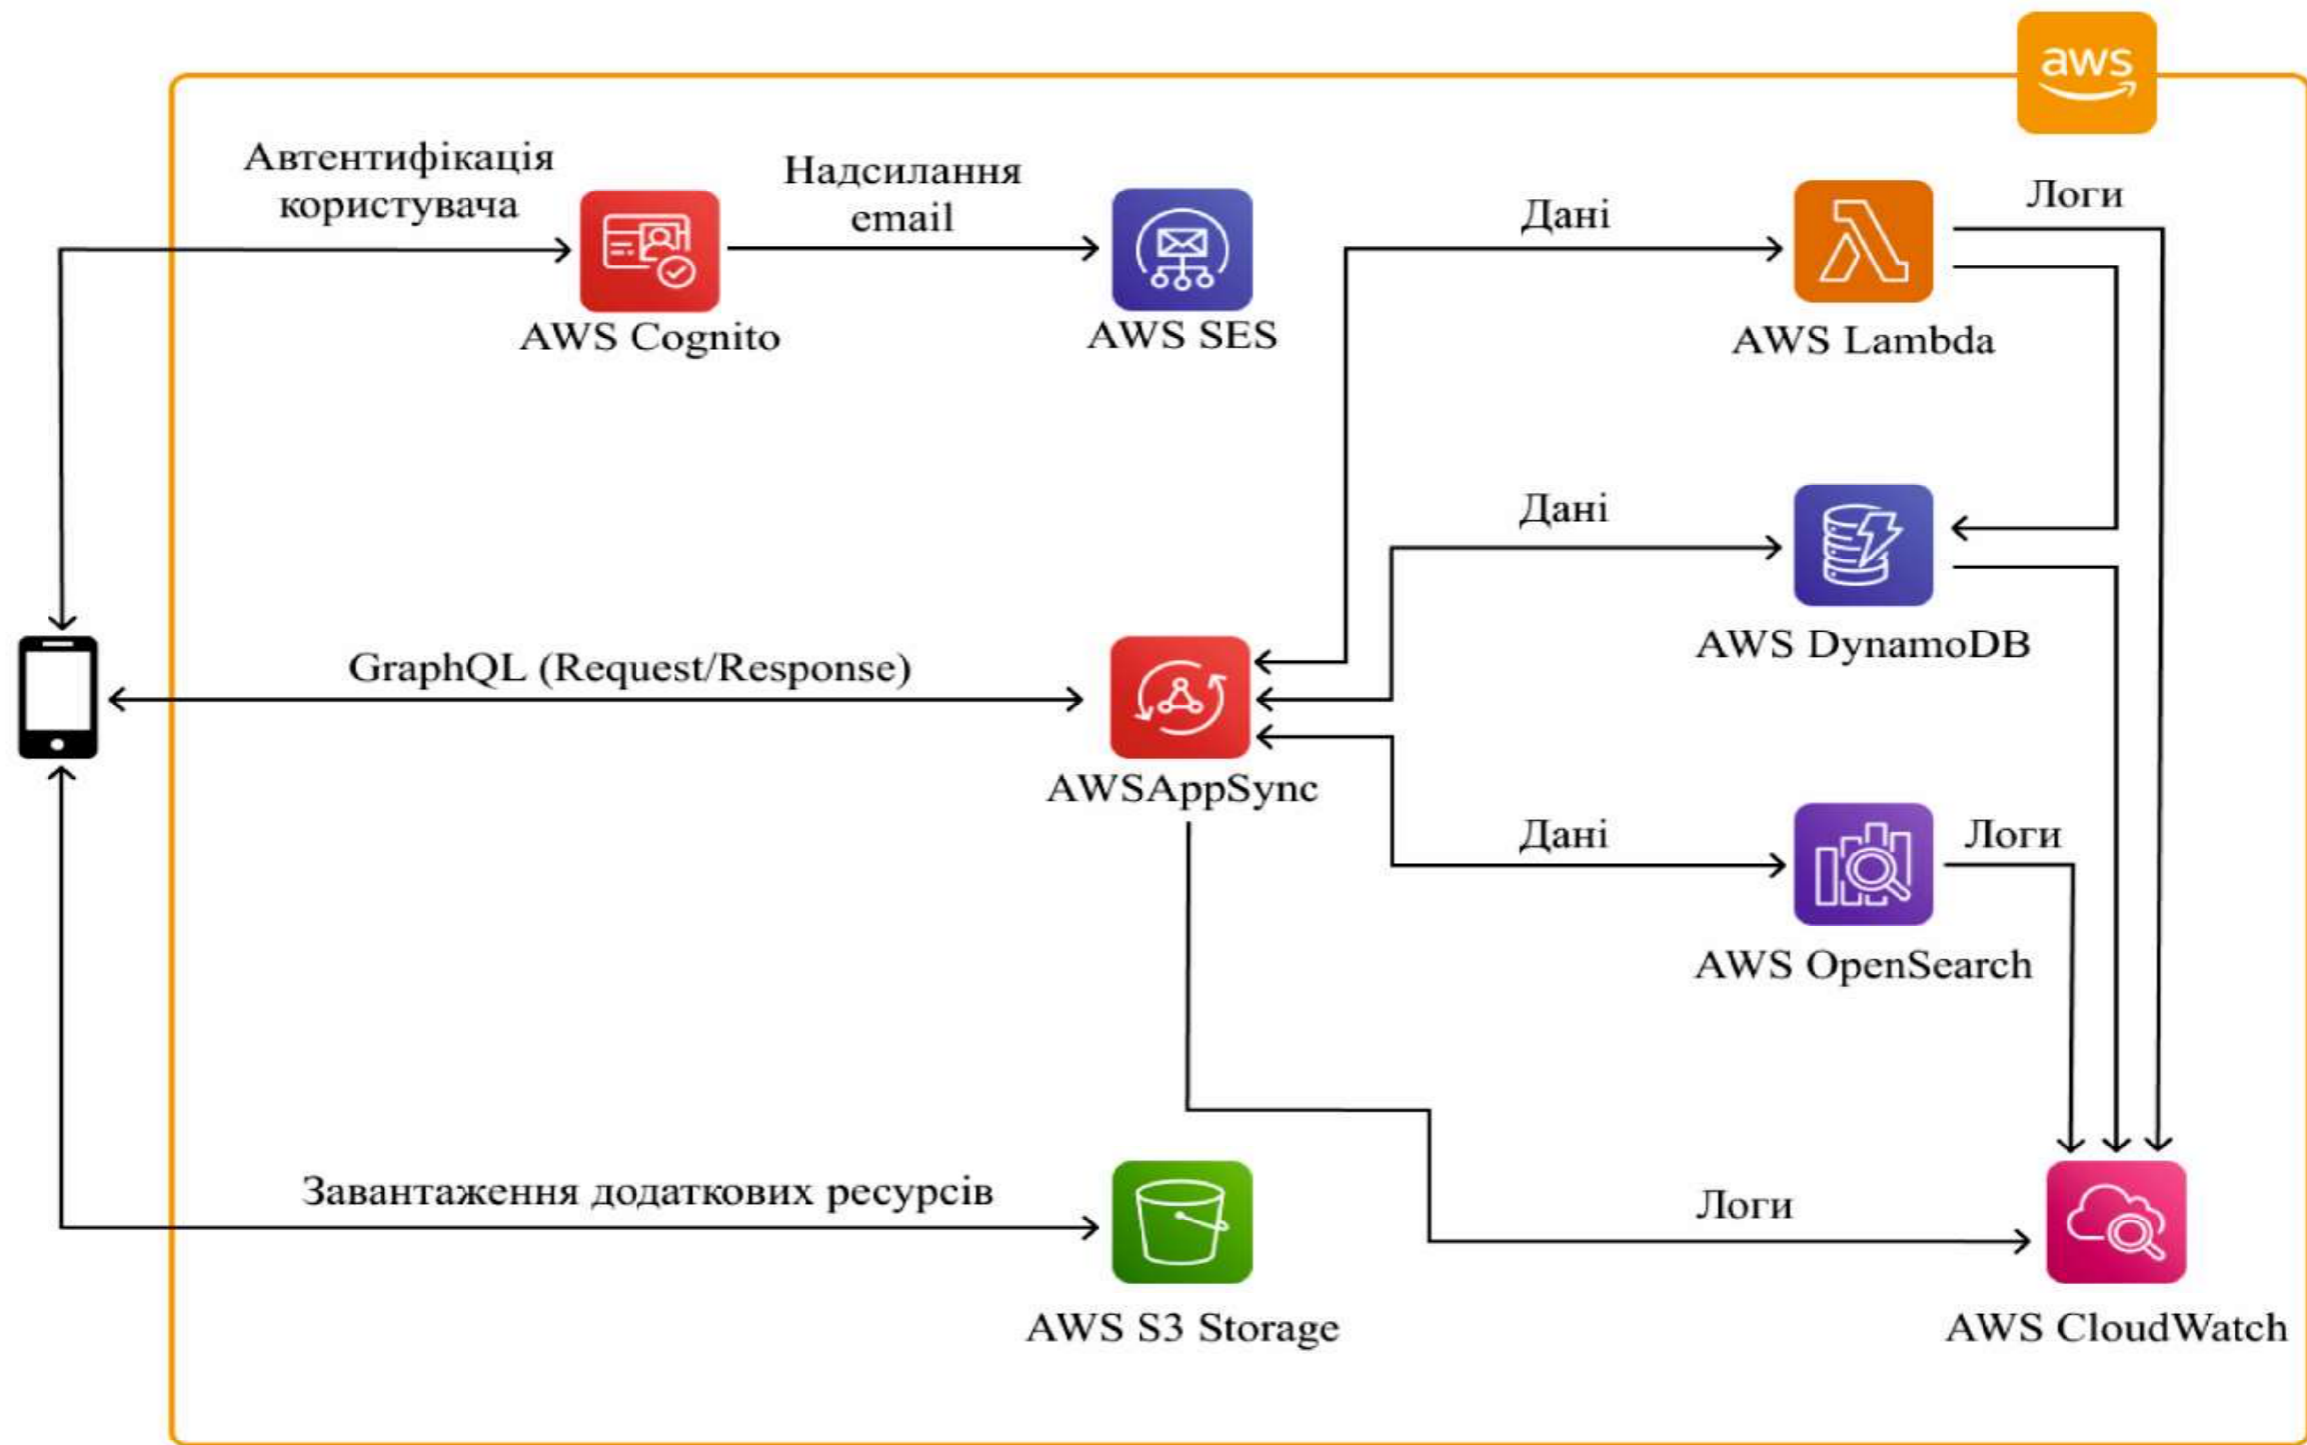 aws
Автентифікація
користувача
Надсилання
email
Дані
Логи
AWS Cognito
AWS SES
AWS Lambda
Дані
AWS DynamoDB
GraphQL (Request/Response)
AWSAppSync
Дані
Логи
AWS OpenSearch
Завантаження додаткових ресурсів
Логи
AWS S3 Storage
AWS CloudWatch